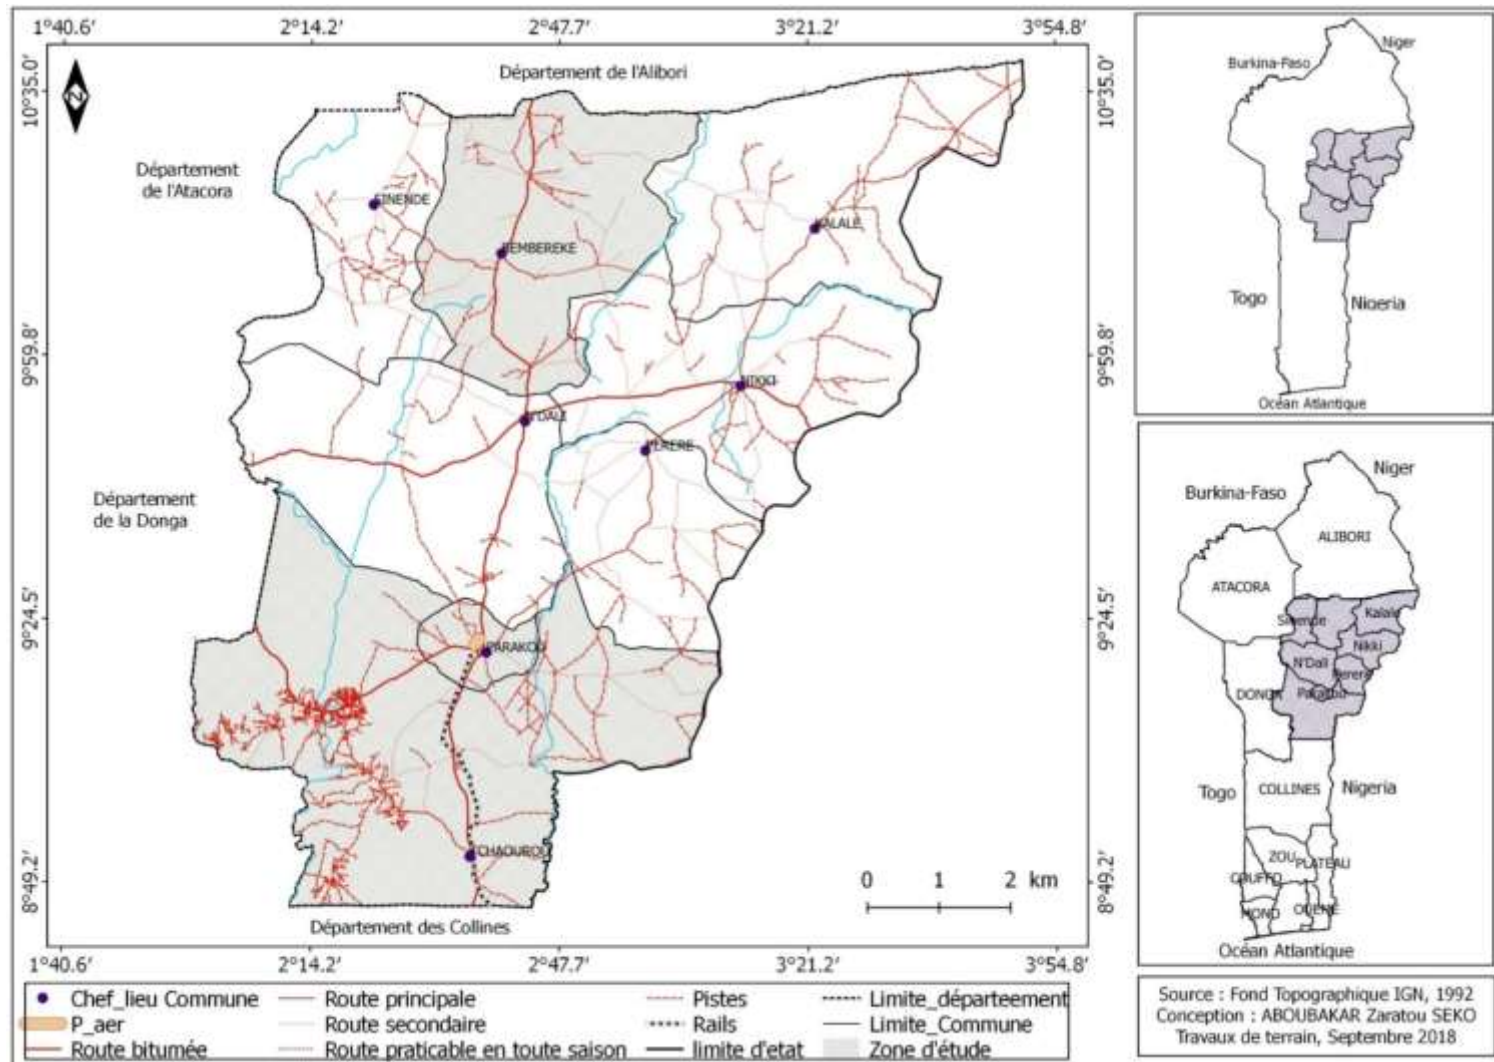 1°40.6' 2°14.2' 2°47.7' 3°21.2' 3°54.8'
10°35.0'
9°59.8'
9°24.5'
8°49.2'
10°35.0'
9°59.8'
9°24.5'
8°49.2'
Z
Département de l'Alibori
Département
de l'Atacora
SINENDE
BEMBEREKE
KALALE
NIKKI
N'DALI
PERERE
Département
de la Donga
PARAKOU
TCHAOUROU
0 1 2 km
Département des Collines
1°40.6' 2°14.2' 2°47.7' 3°21.2' 3°54.8'
Chef_lieu Commune
P_aer
Route bitumée
Route principale
Route secondaire
Route praticable en toute saison
Pistes
Rails
limite d'etat
Limite_départeement
Limite_Commune
Zone d'étude
Niger
Burkina-Faso
Togo
Nigeria
Océan Atlantique
Niger
Burkina-Faso
ALIBORI
ATACORA
Sinende
Kalale
Nikki
N'Dali
Perere
Parakou
DONGA
Togo
COLLINES
Nigeria
ZOU
PLATEAU
COUFFO
MONO
OUEME
Océan Atlantique
Source : Fond Topographique IGN, 1992
Conception : ABOUBAKAR Zaratou SEKO
Travaux de terrain, Septembre 2018